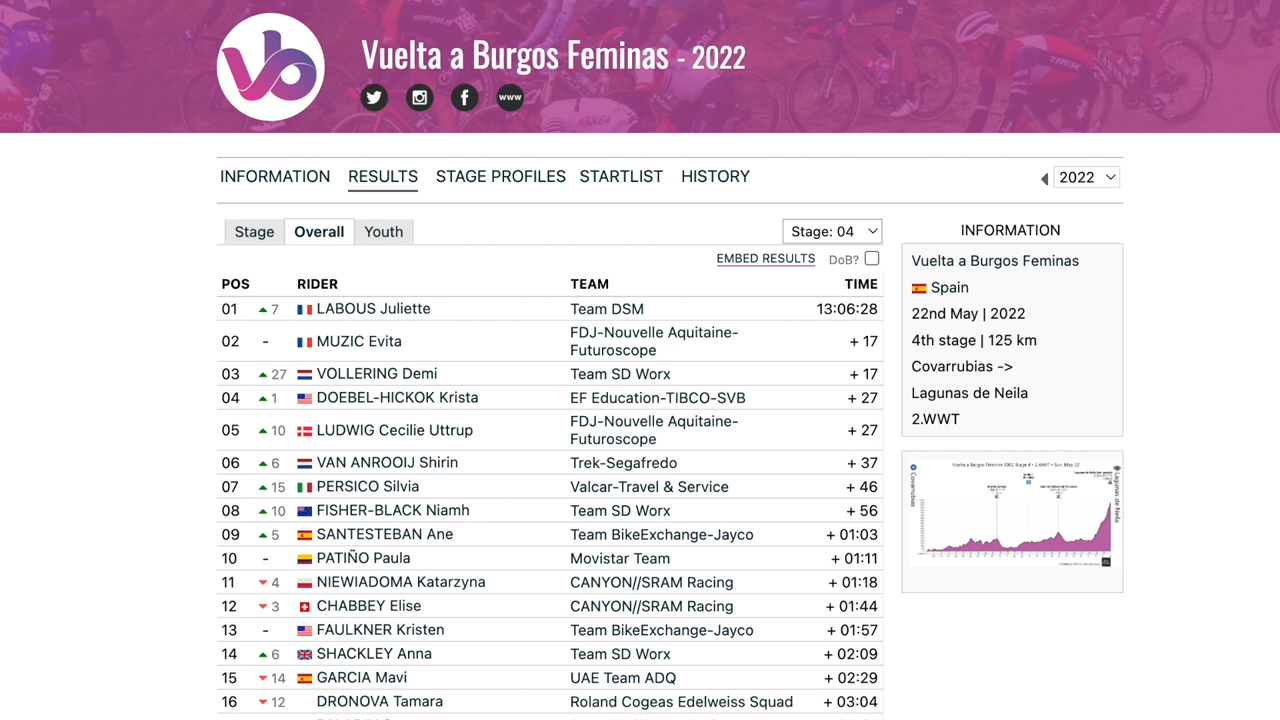 Vuelta a Burgos Feminas - 2022
www
INFORMATION RESULTS STAGE PROFILES STARTLIST HISTORY
2022
Stage Overall Youth
Stage: 04
EMBED RESULTS DoB?
POS RIDER TEAM TIME
01 7 LABOUS Juliette Team DSM 13:06:28
02 - MUZIC Evita FDJ-Nouvelle Aquitaine-
Futuroscope + 17
03 27 VOLLERING Demi Team SD Worx + 17
04 1 DOEBEL-HICKOK Krista EF Education-TIBCO-SVB + 27
05 10 LUDWIG Cecilie Uttrup FDJ-Nouvelle Aquitaine-
Futuroscope + 27
06 6 VAN ANROOIJ Shirin Trek-Segafredo + 37
07 15 PERSICO Silvia Valcar-Travel & Service + 46
08 10 FISHER-BLACK Niamh Team SD Worx + 56
09 5 SANTESTEBAN Ane Team BikeExchange-Jayco + 01:03
10 - PATIÑO Paula Movistar Team + 01:11
11 4 NIEWIADOMA Katarzyna CANYON//SRAM Racing + 01:18
12 3 CHABBEY Elise CANYON//SRAM Racing + 01:44
13 - FAULKNER Kristen Team BikeExchange-Jayco + 01:57
14 6 SHACKLEY Anna Team SD Worx + 02:09
15 14 GARCIA Mavi UAE Team ADQ + 02:29
16 12 DRONOVA Tamara Roland Cogeas Edelweiss Squad + 03:04
INFORMATION
Vuelta a Burgos Feminas
Spain
22nd May | 2022
4th stage | 125 km
Covarrubias ->
Lagunas de Neila
2.WWT
Covarrubias
Lagunas de Neila